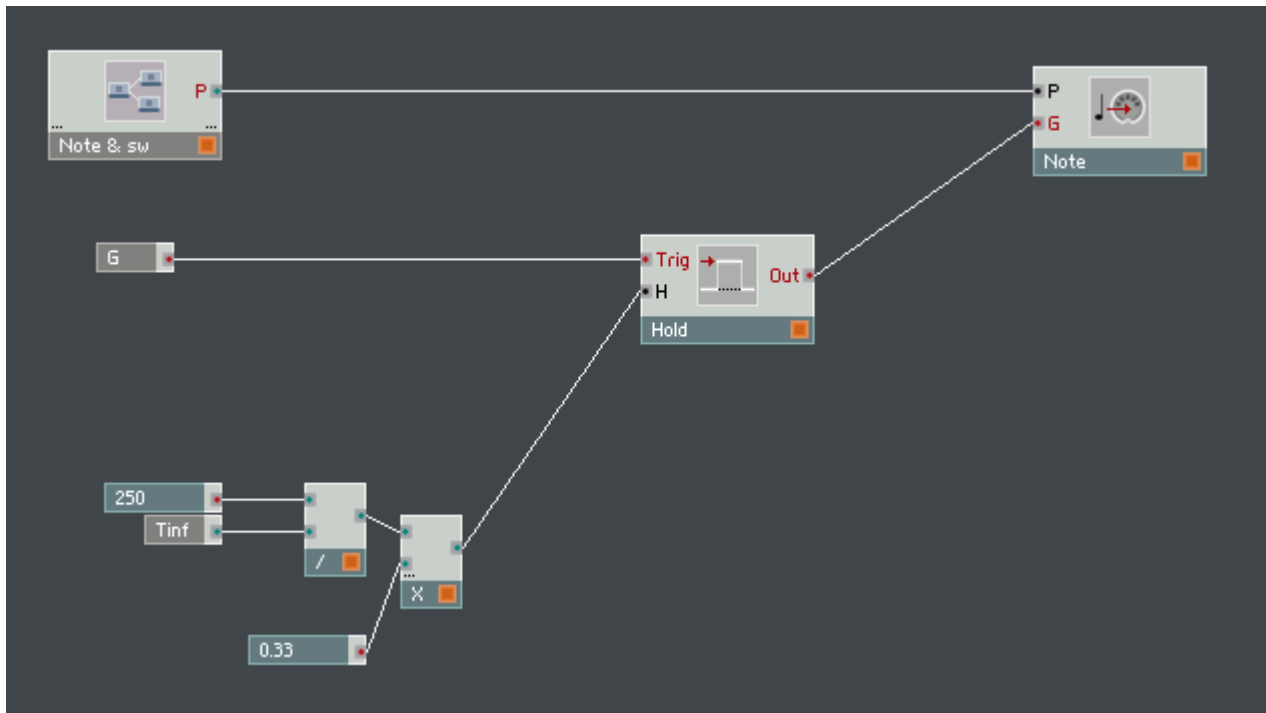 P
... ...
Note & sw
P
G
Note
G
Trig
H
Out
Hold
250
Tinf
/
...
X
0.33